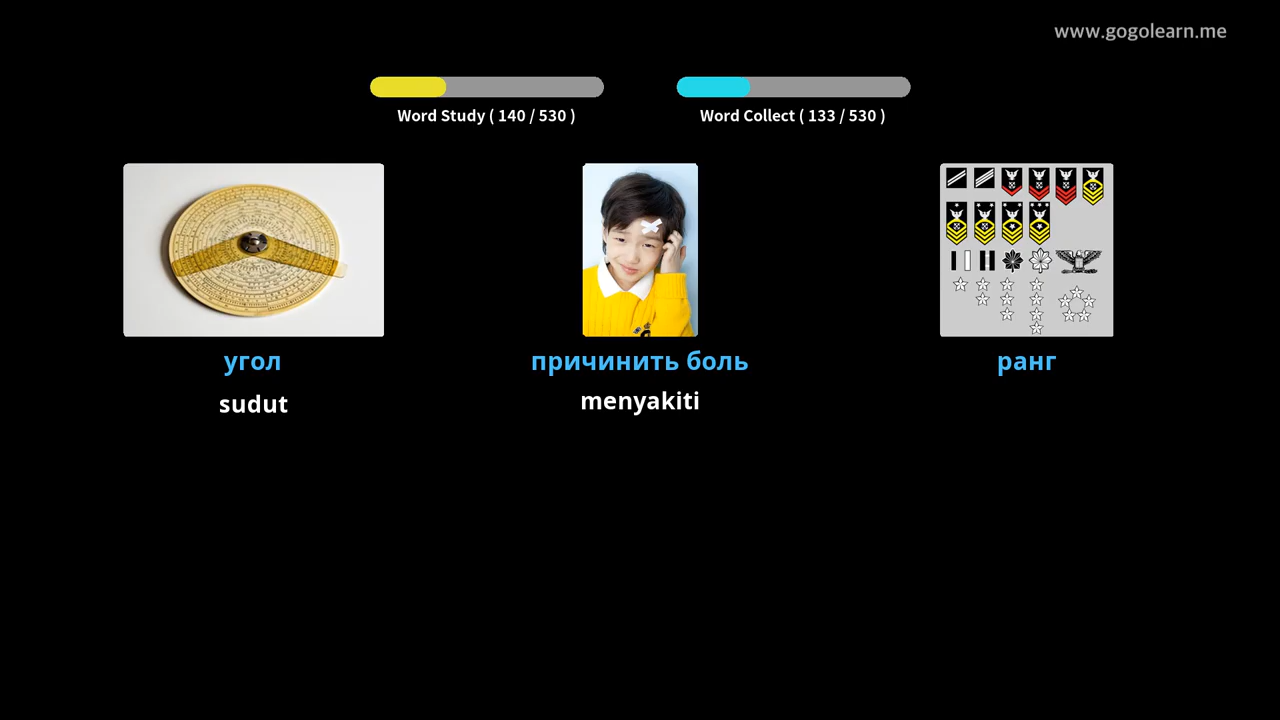 www.gogolearn.me
Word Study ( 140 / 530 )
Word Collect ( 133 / 530 )
угол
причинить боль
ранг
sudut
menyakiti